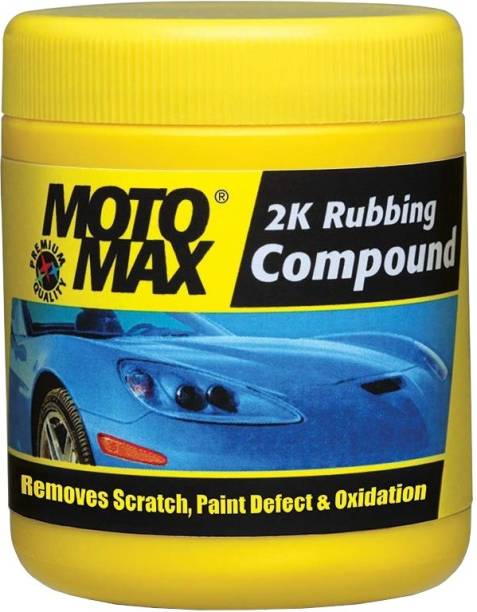 MOTO
MAX®
PREMIUM
QUALITY
2K Rubbing
Compound
Removes Scratch, Paint Defect & Oxidation